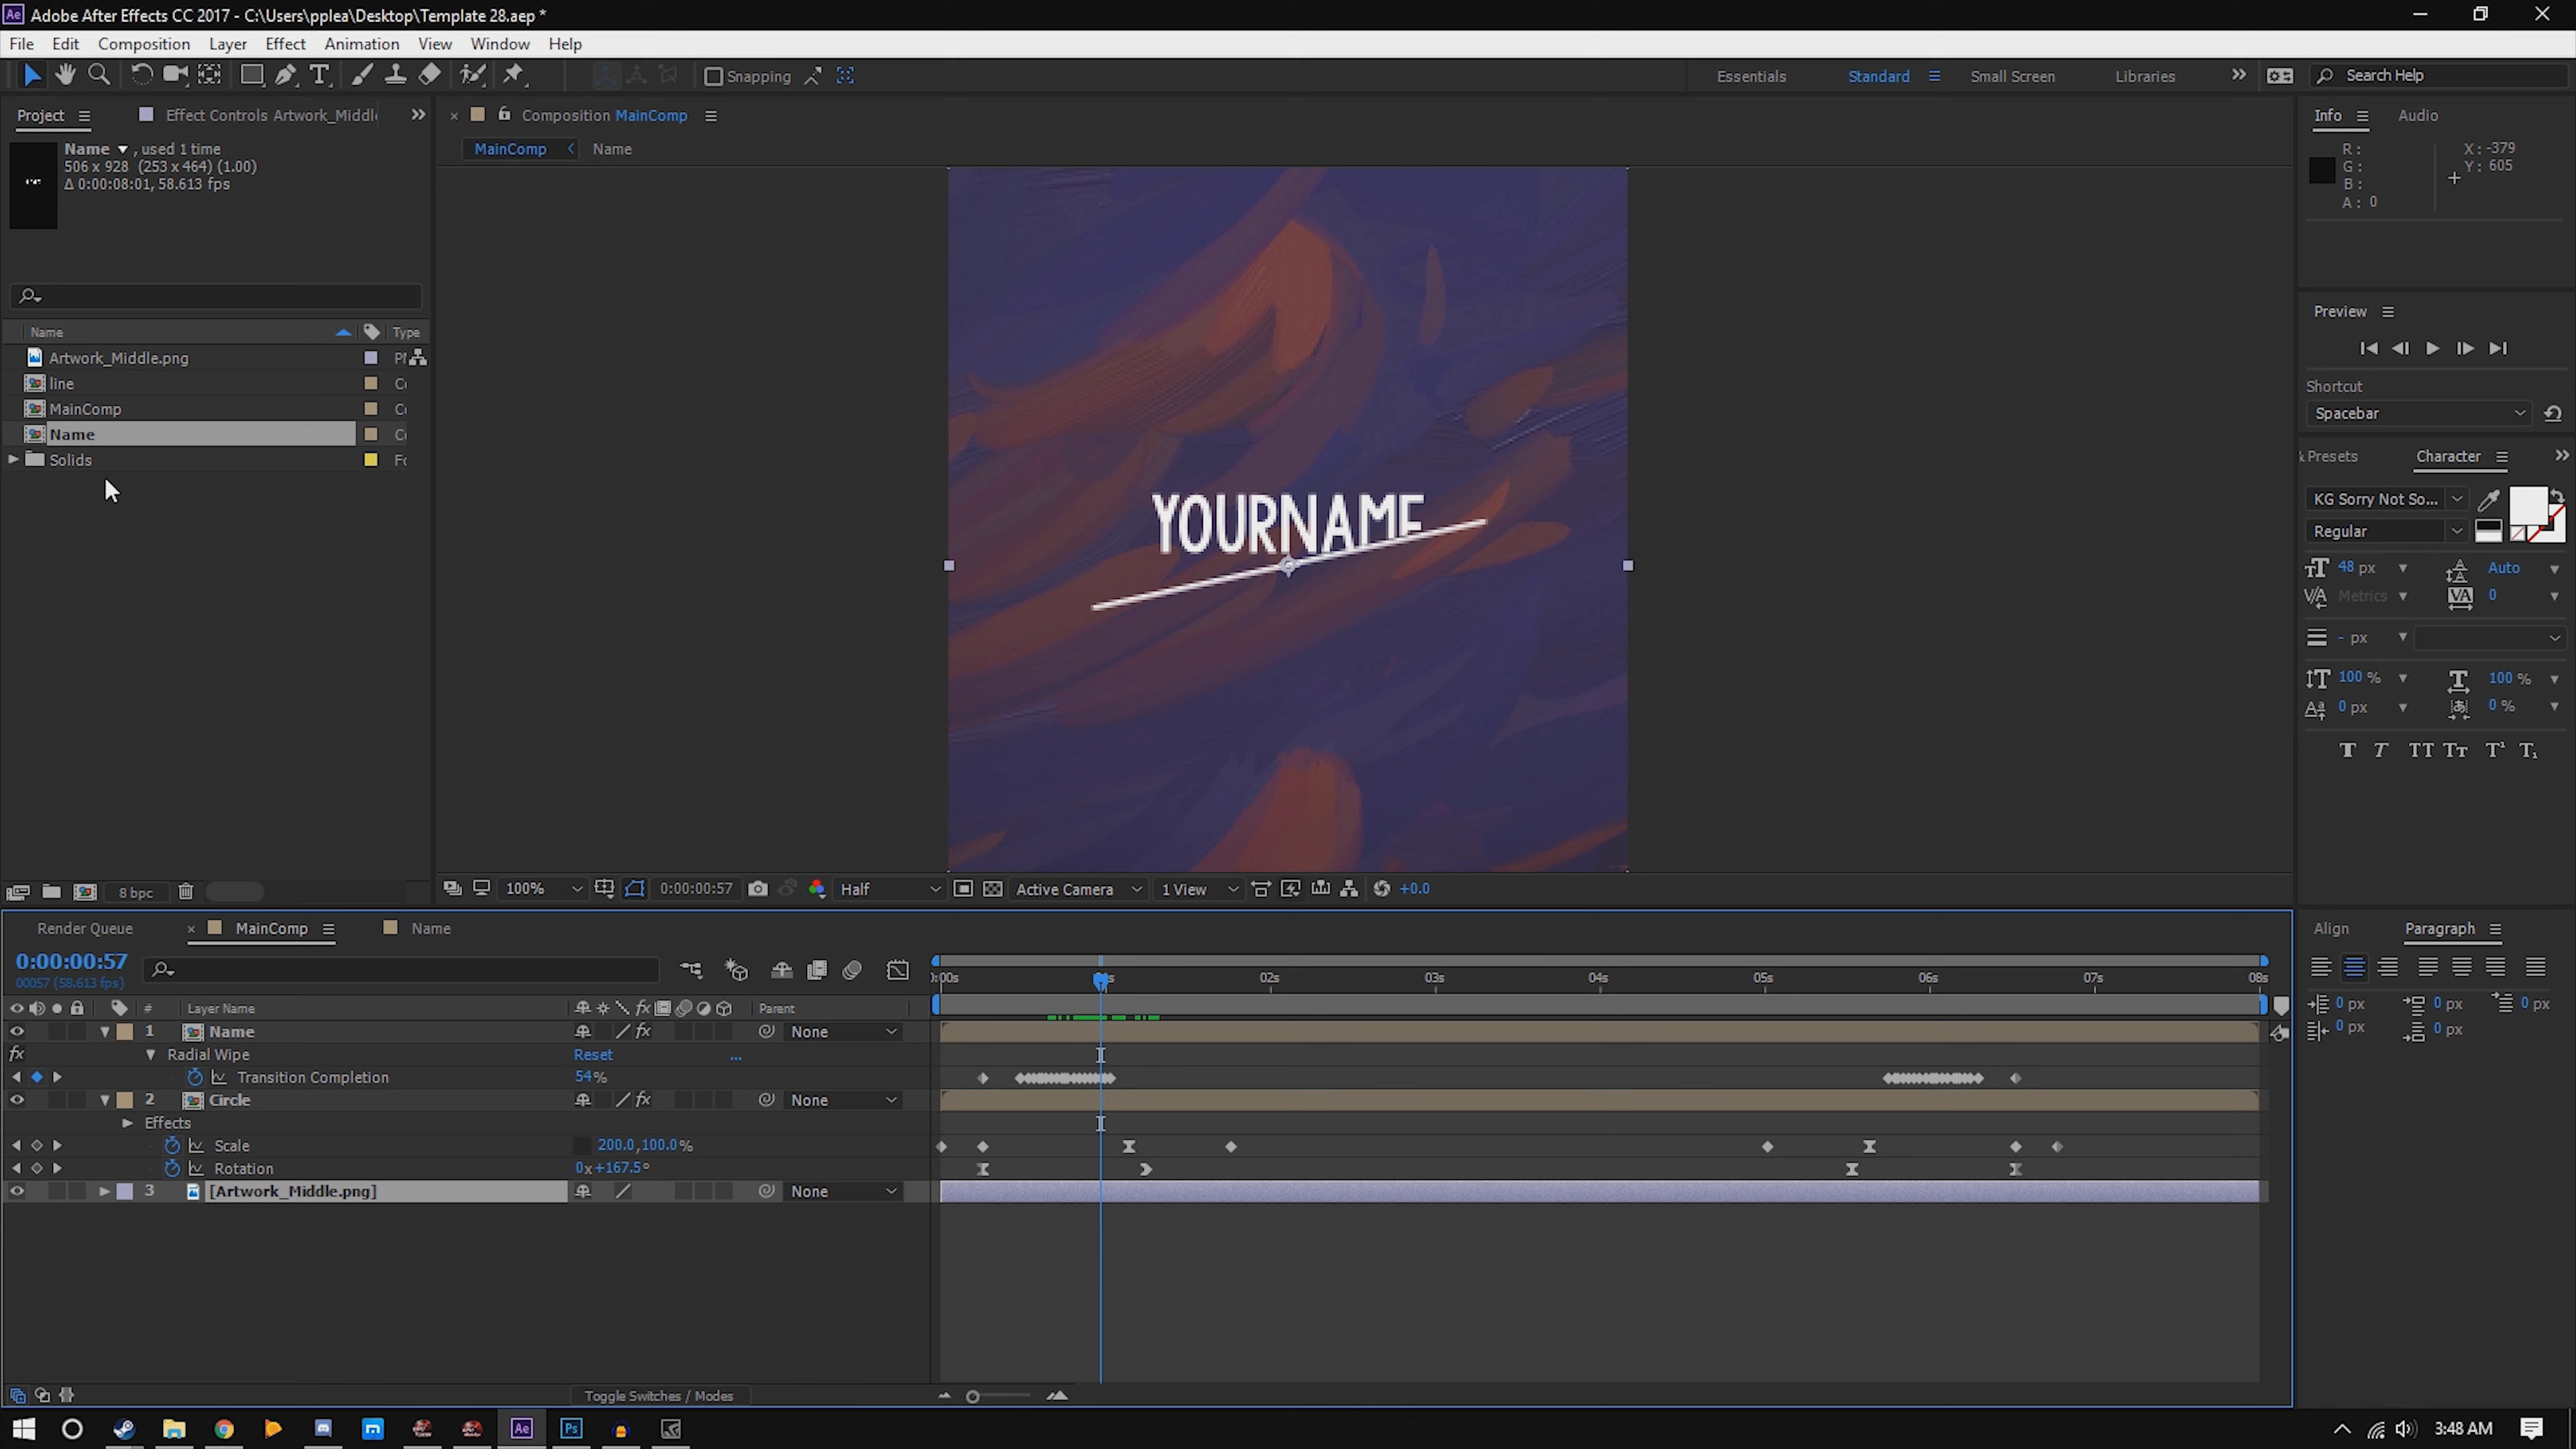 Adobe After Effects CC 2017 - C:\Users\pplea\Desktop\Template 28.aep *
File Edit Composition Layer Effect Animation View Window Help
Snapping Essentials Standard Small Screen Libraries Search Help
Project Effect Controls Artwork_Middl
Name , used 1 time
506 x 928 (253 x 464) (1.00)
Δ 0:00:08:01, 58.613 fps
Name Type
Artwork_Middle.png
line
MainComp
Name
Solids
8 bpc
Composition MainComp
MainComp Name
YOURNAME
100% 0:00:00:57 Half Active Camera 1 View +0.0
Info Audio
R : X : -379
G : Y : 605
B :
A : 0
Preview
Shortcut
Spacebar
& Presets Character
KG Sorry Not So...
Regular
48 px Auto
Metrics 0
- px
100 % 100 %
0 px 0 %
Align Paragraph
0 px 0 px 0 px
0 px 0 px
Render Queue MainComp Name
0:00:00:57
00057 (58.613 fps)
:00s 02s 03s 04s 05s 06s 07s 08s
# Layer Name Parent
1 Name None
Radial Wipe Reset ...
Transition Completion 54%
2 Circle None
Effects
Scale 200.0,100.0%
Rotation 0x+167.5°
3 [Artwork_Middle.png] None
Toggle Switches / Modes
3:48 AM